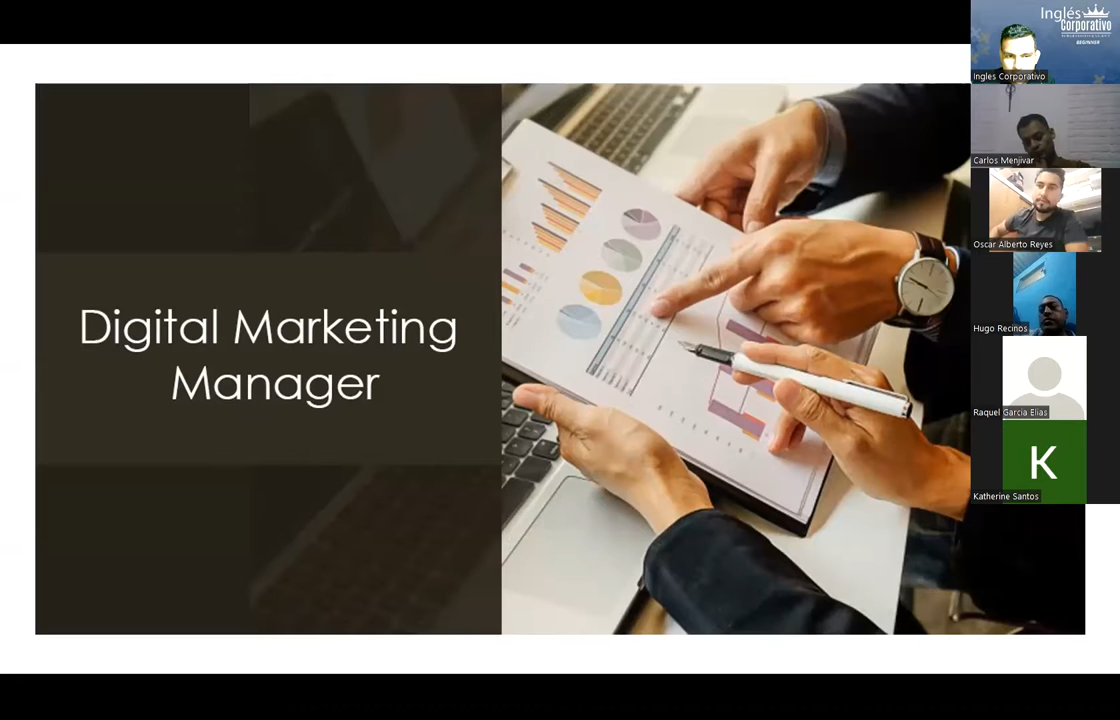 Digital Marketing
Manager
Inglés
Corporativo
BEGINNER
Ingles Corporativo
Carlos Menjivar
Oscar Alberto Reyes
Hugo Recinos
Raquel Garcia Elias
K
Katherine Santos